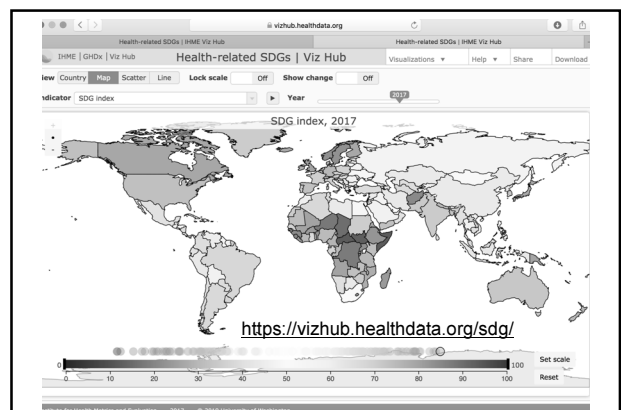 vizhub.healthdata.org
Health-related SDGs | IHME Viz Hub
Health-related SDGs | IHME Viz Hub
IHME | GHDx | Viz Hub
Health-related SDGs | Viz Hub
Visualizations
Help
Share
Download
iew Country Map Scatter Line
Lock scale Off
Show change Off
ndicator SDG index
Year 2017
SDG index, 2017
https://vizhub.healthdata.org/sdg/
0 100
0 10 20 30 40 50 60 70 80 90 100
Set scale
Reset